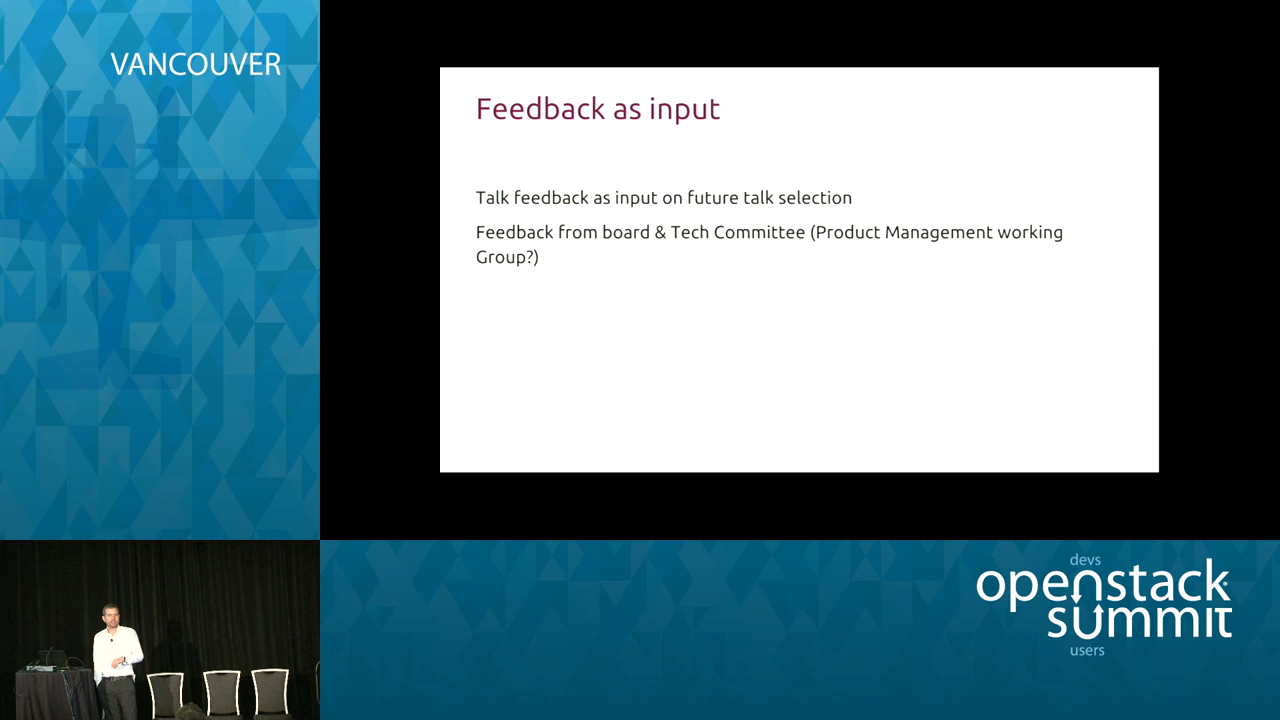 VANCOUVER
Feedback as input
Talk feedback as input on future talk selection
Feedback from board & Tech Committee (Product Management working
Group?)
devs
openstack
summit
users